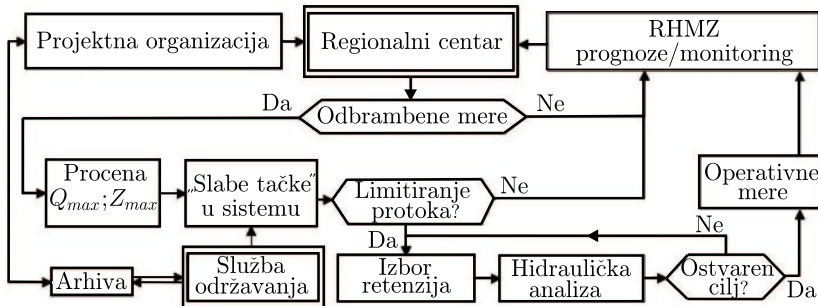 Projektna organizacija
Regionalni centar
RHMZ
prognoze/monitoring
Da
Odbrambene mere
Ne
Procena
Qmax;Zmax
„Slabe tačke”
u sistemu
Limitiranje
protoka?
Ne
Operativne
mere
Da
Ne
Arhiva
Služba
održavanja
Izbor
retenzija
Hidraulička
analiza
Ostvaren
cilj?
Da